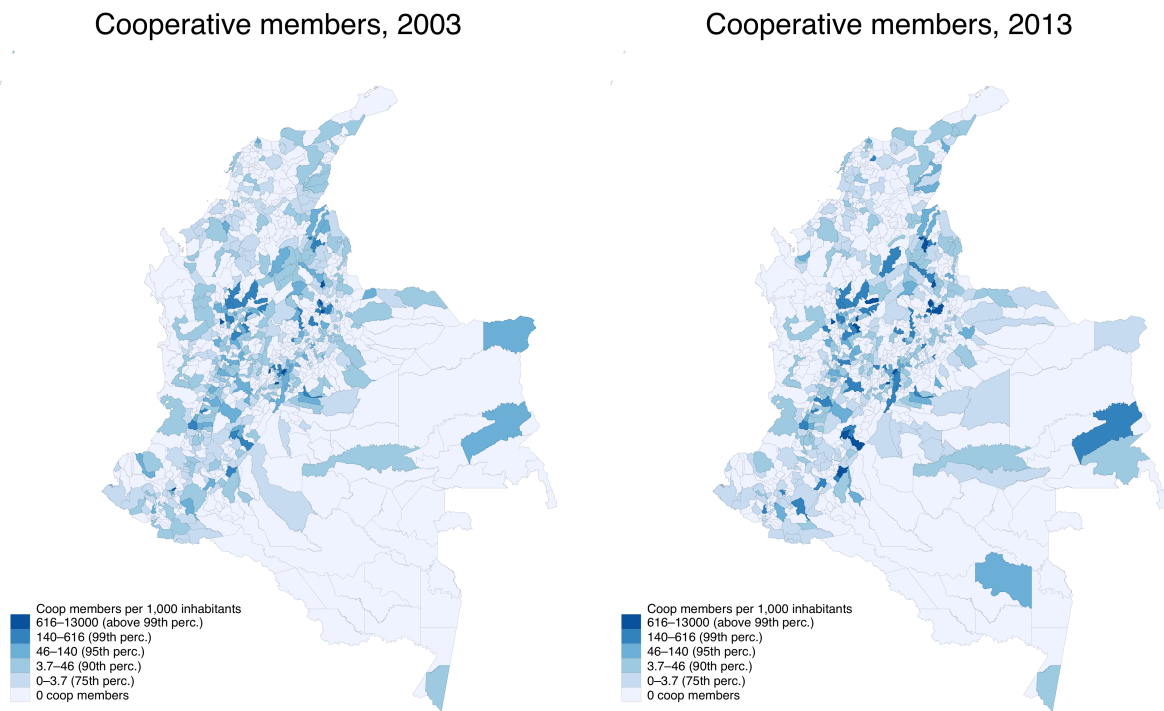 Cooperative members, 2003
Coop members per 1,000 inhabitants
616–13000 (above 99th perc.)
140–616 (99th perc.)
46–140 (95th perc.)
3.7–46 (90th perc.)
0–3.7 (75th perc.)
0 coop members
Cooperative members, 2013
Coop members per 1,000 inhabitants
616–13000 (above 99th perc.)
140–616 (99th perc.)
46–140 (95th perc.)
3.7–46 (90th perc.)
0–3.7 (75th perc.)
0 coop members